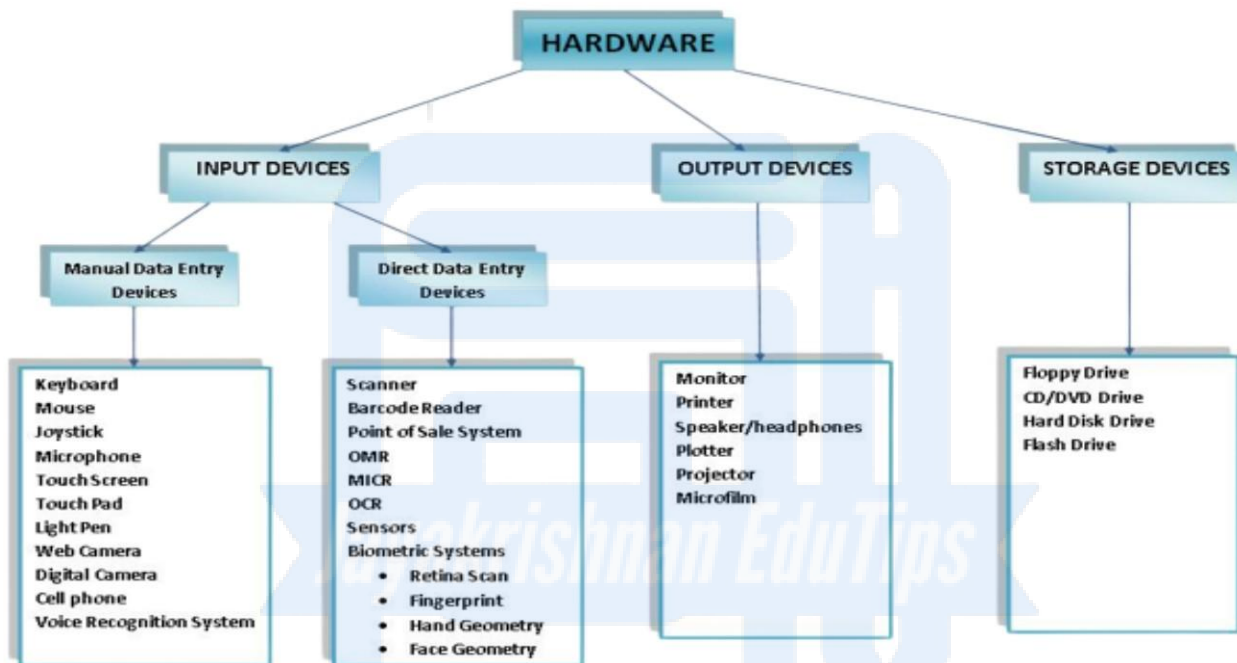 HARDWARE
INPUT DEVICES
OUTPUT DEVICES
STORAGE DEVICES
Manual Data Entry
Devices
Direct Data Entry
Devices
Keyboard
Mouse
Joystick
Microphone
Touch Screen
Touch Pad
Light Pen
Web Camera
Digital Camera
Cell phone
Voice Recognition System
Scanner
Barcode Reader
Point of Sale System
OMR
MICR
OCR
Sensors
Biometric Systems
• Retina Scan
• Fingerprint
• Hand Geometry
• Face Geometry
Monitor
Printer
Speaker/headphones
Plotter
Projector
Microfilm
Floppy Drive
CD/DVD Drive
Hard Disk Drive
Flash Drive
Jayakrishnan EduTips